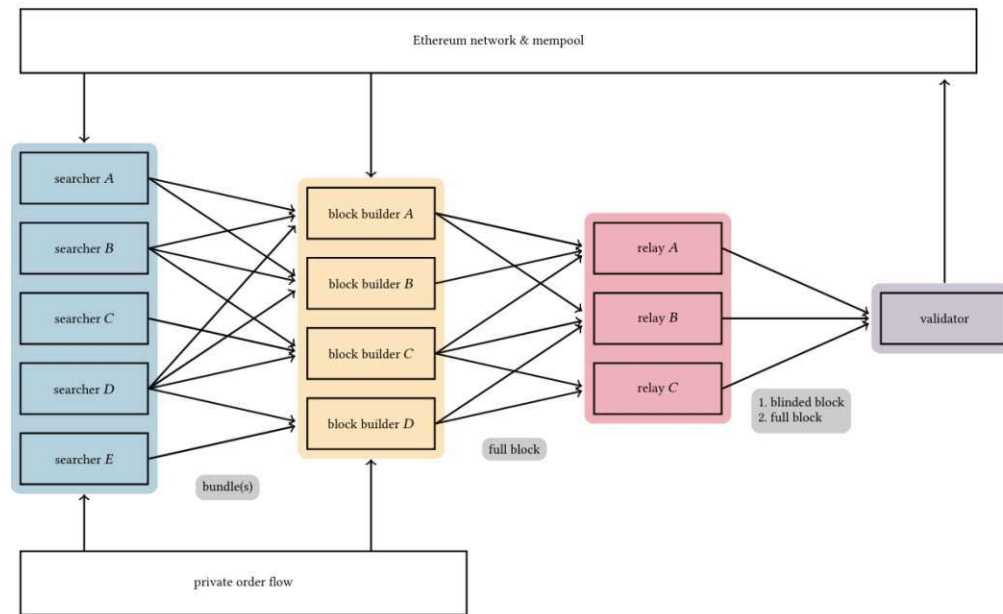 Ethereum network & mempool
searcher A
searcher B
searcher C
searcher D
searcher E
bundle(s)
block builder A
block builder B
block builder C
block builder D
full block
relay A
relay B
relay C
1. blinded block
2. full block
validator
private order flow